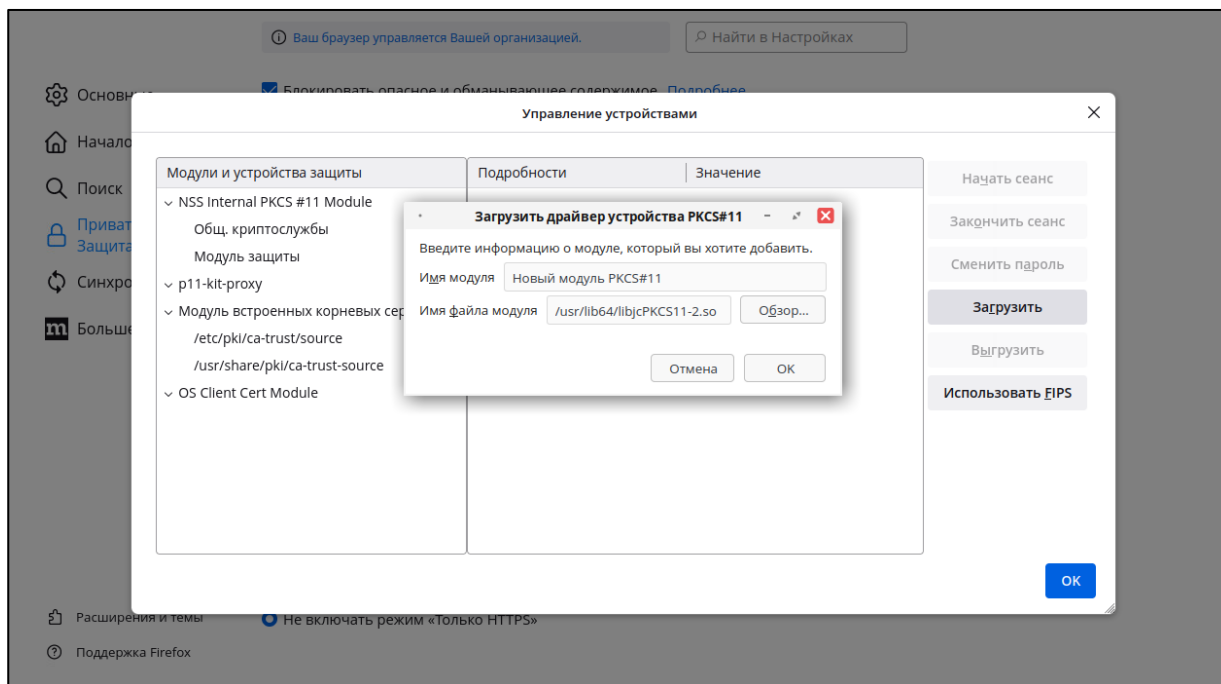 Ваш браузер управляется Вашей организацией.
Найти в Настройках
Основные
Блокировать опасное и обманывающее содержимое Подробнее
Управление устройствами
Начало
Поиск
Приват
Защита
Синхро
Больше
Модули и устройства защиты
Подробности
Значение
NSS Internal PKCS #11 Module
Общ. криптослужбы
Модуль защиты
p11-kit-proxy
Модуль встроенных корневых сер
/etc/pki/ca-trust/source
/usr/share/pki/ca-trust-source
OS Client Cert Module
Загрузить драйвер устройства PKCS#11
Введите информацию о модуле, который вы хотите добавить.
Имя модуля
Новый модуль PKCS#11
Имя файла модуля
/usr/lib64/libjcPKCS11-2.so
Обзор...
Отмена
OK
Начать сеанс
Закончить сеанс
Сменить пароль
Загрузить
Выгрузить
Использовать FIPS
OK
Расширения и темы
Не включать режим «Только HTTPS»
Поддержка Firefox